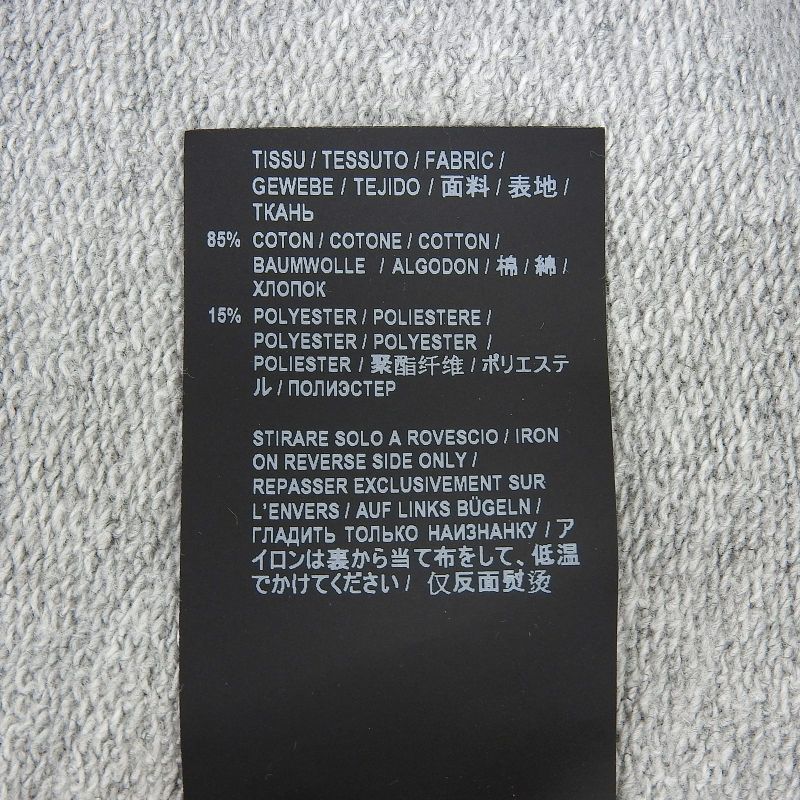 TISSU / TESSUTO / FABRIC /
GEWEBE / TEJIDO / 面料 / 表地 /
ТКАНЬ
85% COTON / COTONE / COTTON /
BAUMWOLLE / ALGODON / 棉 / 綿 /
ХЛОПОК
15% POLYESTER / POLIESTERE /
POLYESTER / POLYESTER /
POLIESTER / 聚酯纤维 / ポリエステ
ル / ПОЛИЭСТЕР
STIRARE SOLO A ROVESCIO / IRON
ON REVERSE SIDE ONLY /
REPASSER EXCLUSIVEMENT SUR
L'ENVERS / AUF LINKS BÜGELN /
ГЛАДИТЬ ТОЛЬКО НАИЗНАНКУ / ア
イロンは裏から当て布をして、低温
でかけてください / 仅反面熨烫